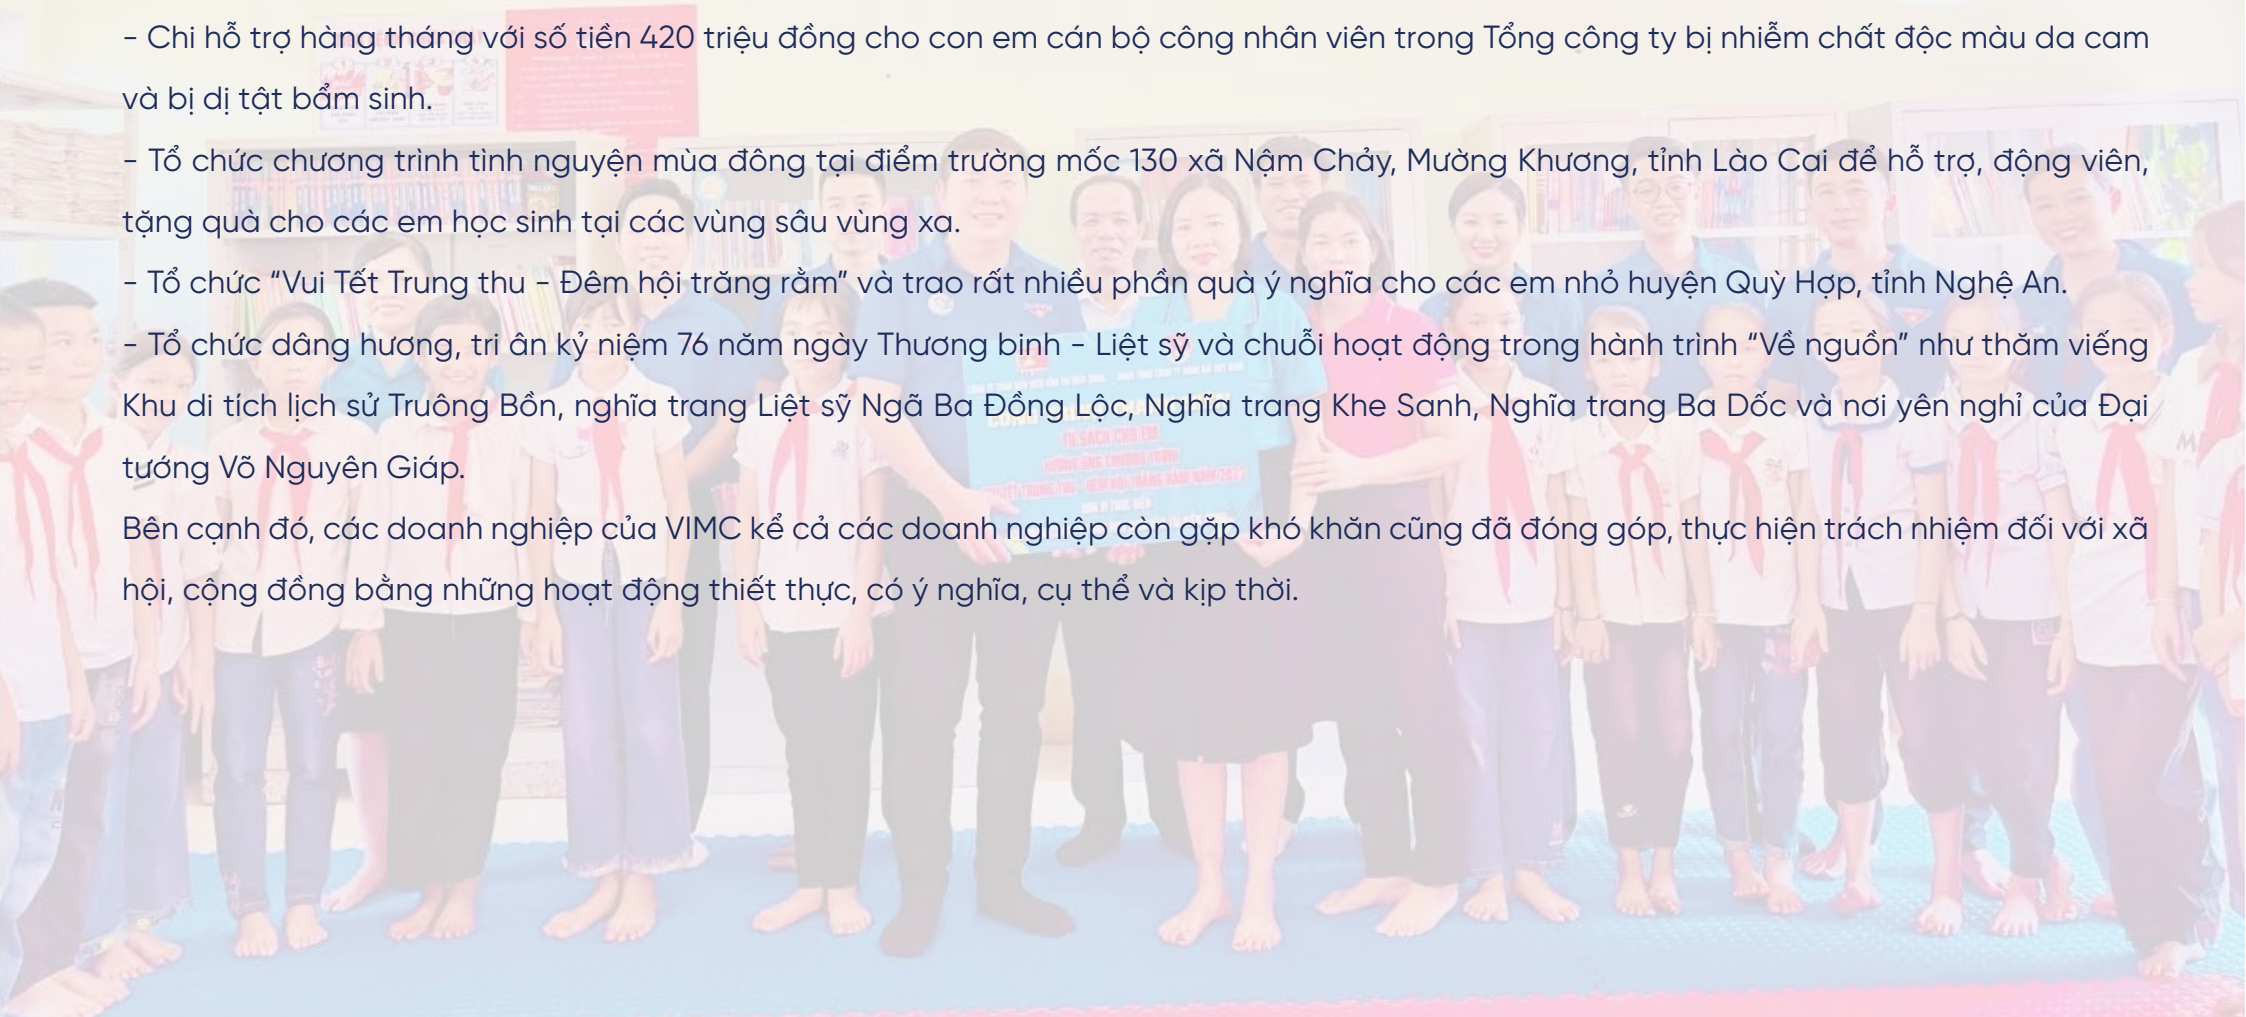 - Chi hỗ trợ hàng tháng với số tiền 420 triệu đồng cho con em cán bộ công nhân viên trong Tổng công ty bị nhiễm chất độc màu da cam
và bị dị tật bẩm sinh.
- Tổ chức chương trình tình nguyện mùa đông tại điểm trường mốc 130 xã Nậm Chảy, Mường Khương, tỉnh Lào Cai để hỗ trợ, động viên,
tặng quà cho các em học sinh tại các vùng sâu vùng xa.
- Tổ chức “Vui Tết Trung thu - Đêm hội trăng rằm” và trao rất nhiều phần quà ý nghĩa cho các em nhỏ huyện Quỳ Hợp, tỉnh Nghệ An.
- Tổ chức dâng hương, tri ân kỷ niệm 76 năm ngày Thương binh - Liệt sỹ và chuỗi hoạt động trong hành trình “Về nguồn” như thăm viếng
Khu di tích lịch sử Truông Bồn, nghĩa trang Liệt sỹ Ngã Ba Đồng Lộc, Nghĩa trang Khe Sanh, Nghĩa trang Ba Dốc và nơi yên nghỉ của Đại
tướng Võ Nguyên Giáp.
Bên cạnh đó, các doanh nghiệp của VIMC kể cả các doanh nghiệp còn gặp khó khăn cũng đã đóng góp, thực hiện trách nhiệm đối với xã
hội, cộng đồng bằng những hoạt động thiết thực, có ý nghĩa, cụ thể và kịp thời.
TỦ SÁCH CHO EM
HƯỞNG ỨNG CHƯƠNG TRÌNH